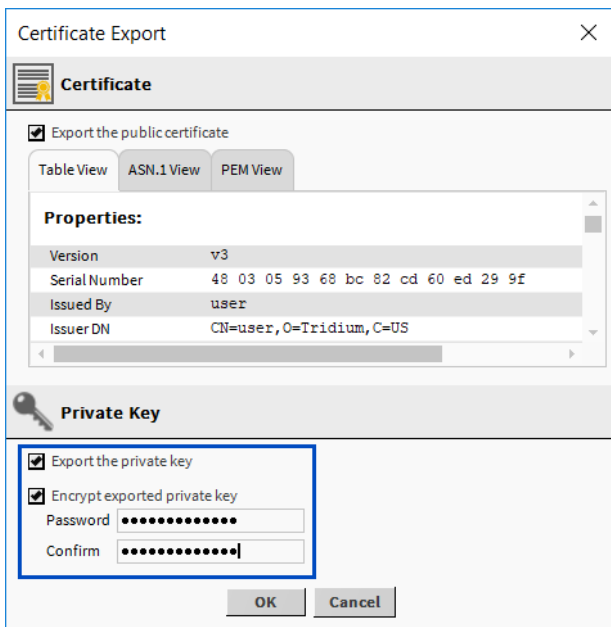 Certificate Export
Certificate
Export the public certificate
Table View ASN.1 View PEM View
Properties:
Version v3
Serial Number 48 03 05 93 68 bc 82 cd 60 ed 29 9f
Issued By user
Issuer DN CN=user,O=Tridium,C=US
Private Key
Export the private key
Encrypt exported private key
Password •••••••••••••
Confirm •••••••••••••
OK Cancel